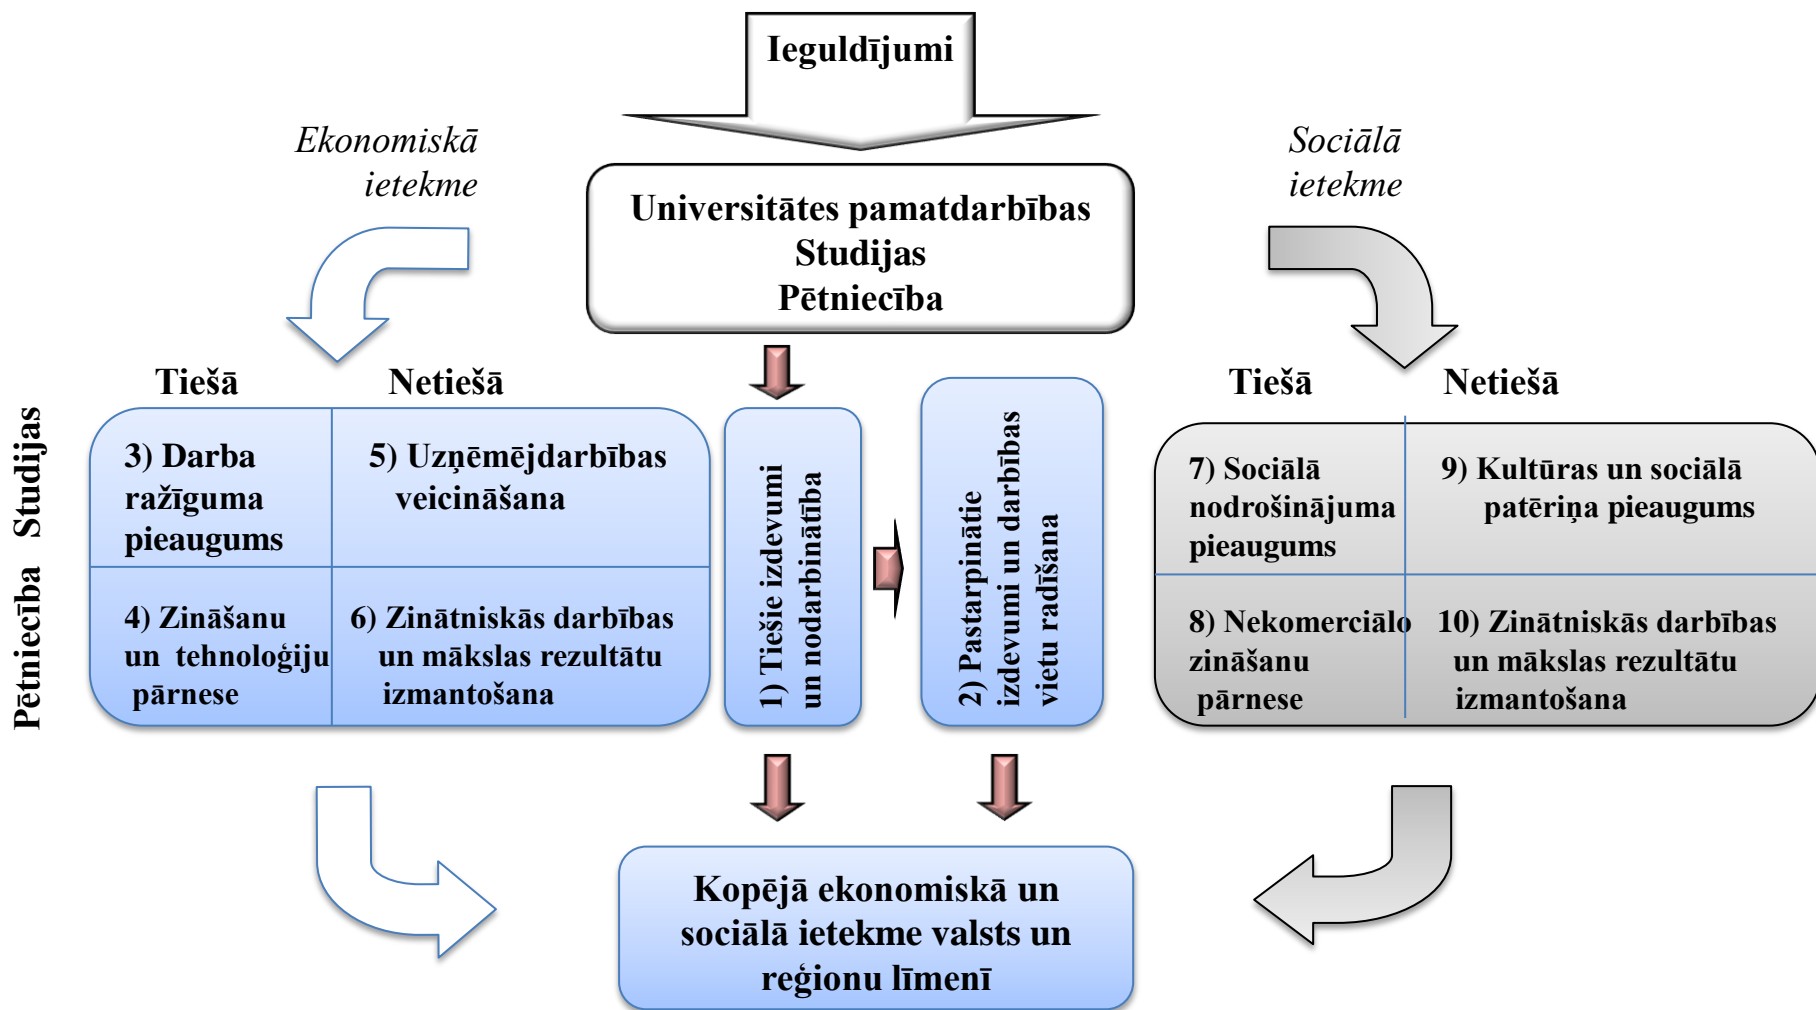 Ieguldījumi
Ekonomiskā
ietekme
Sociālā
ietekme
Universitātes pamatdarbības
Studijas
Pētniecība
Tiešā
Netiešā
Tiešā
Netiešā
Studijas
Pētniecība
3) Darba
ražīguma
pieaugums
5) Uzņēmējdarbības
veicināšana
4) Zināšanu
un tehnoloģiju
pārnese
6) Zinātniskās darbības
un mākslas rezultātu
izmantošana
1) Tiešie izdevumi
un nodarbinātība
2) Pastarpinātie
izdevumi un darbības
vietu radīšana
7) Sociālā
nodrošinājuma
pieaugums
9) Kultūras un sociālā
patēriņa pieaugums
8) Nekomerciālo
zināšanu
pārnese
10) Zinātniskās darbības
un mākslas rezultātu
izmantošana
Kopējā ekonomiskā un
sociālā ietekme valsts un
reģionu līmenī